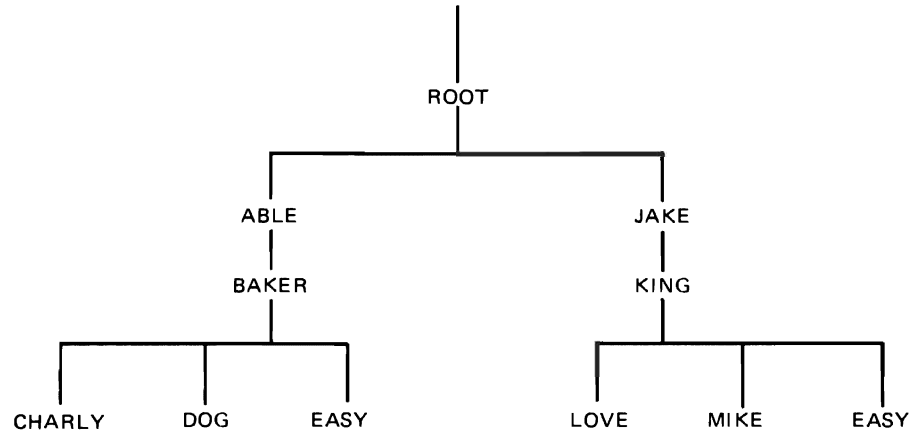 ROOT
ABLE JAKE
BAKER KING
CHARLY DOG EASY LOVE MIKE EASY